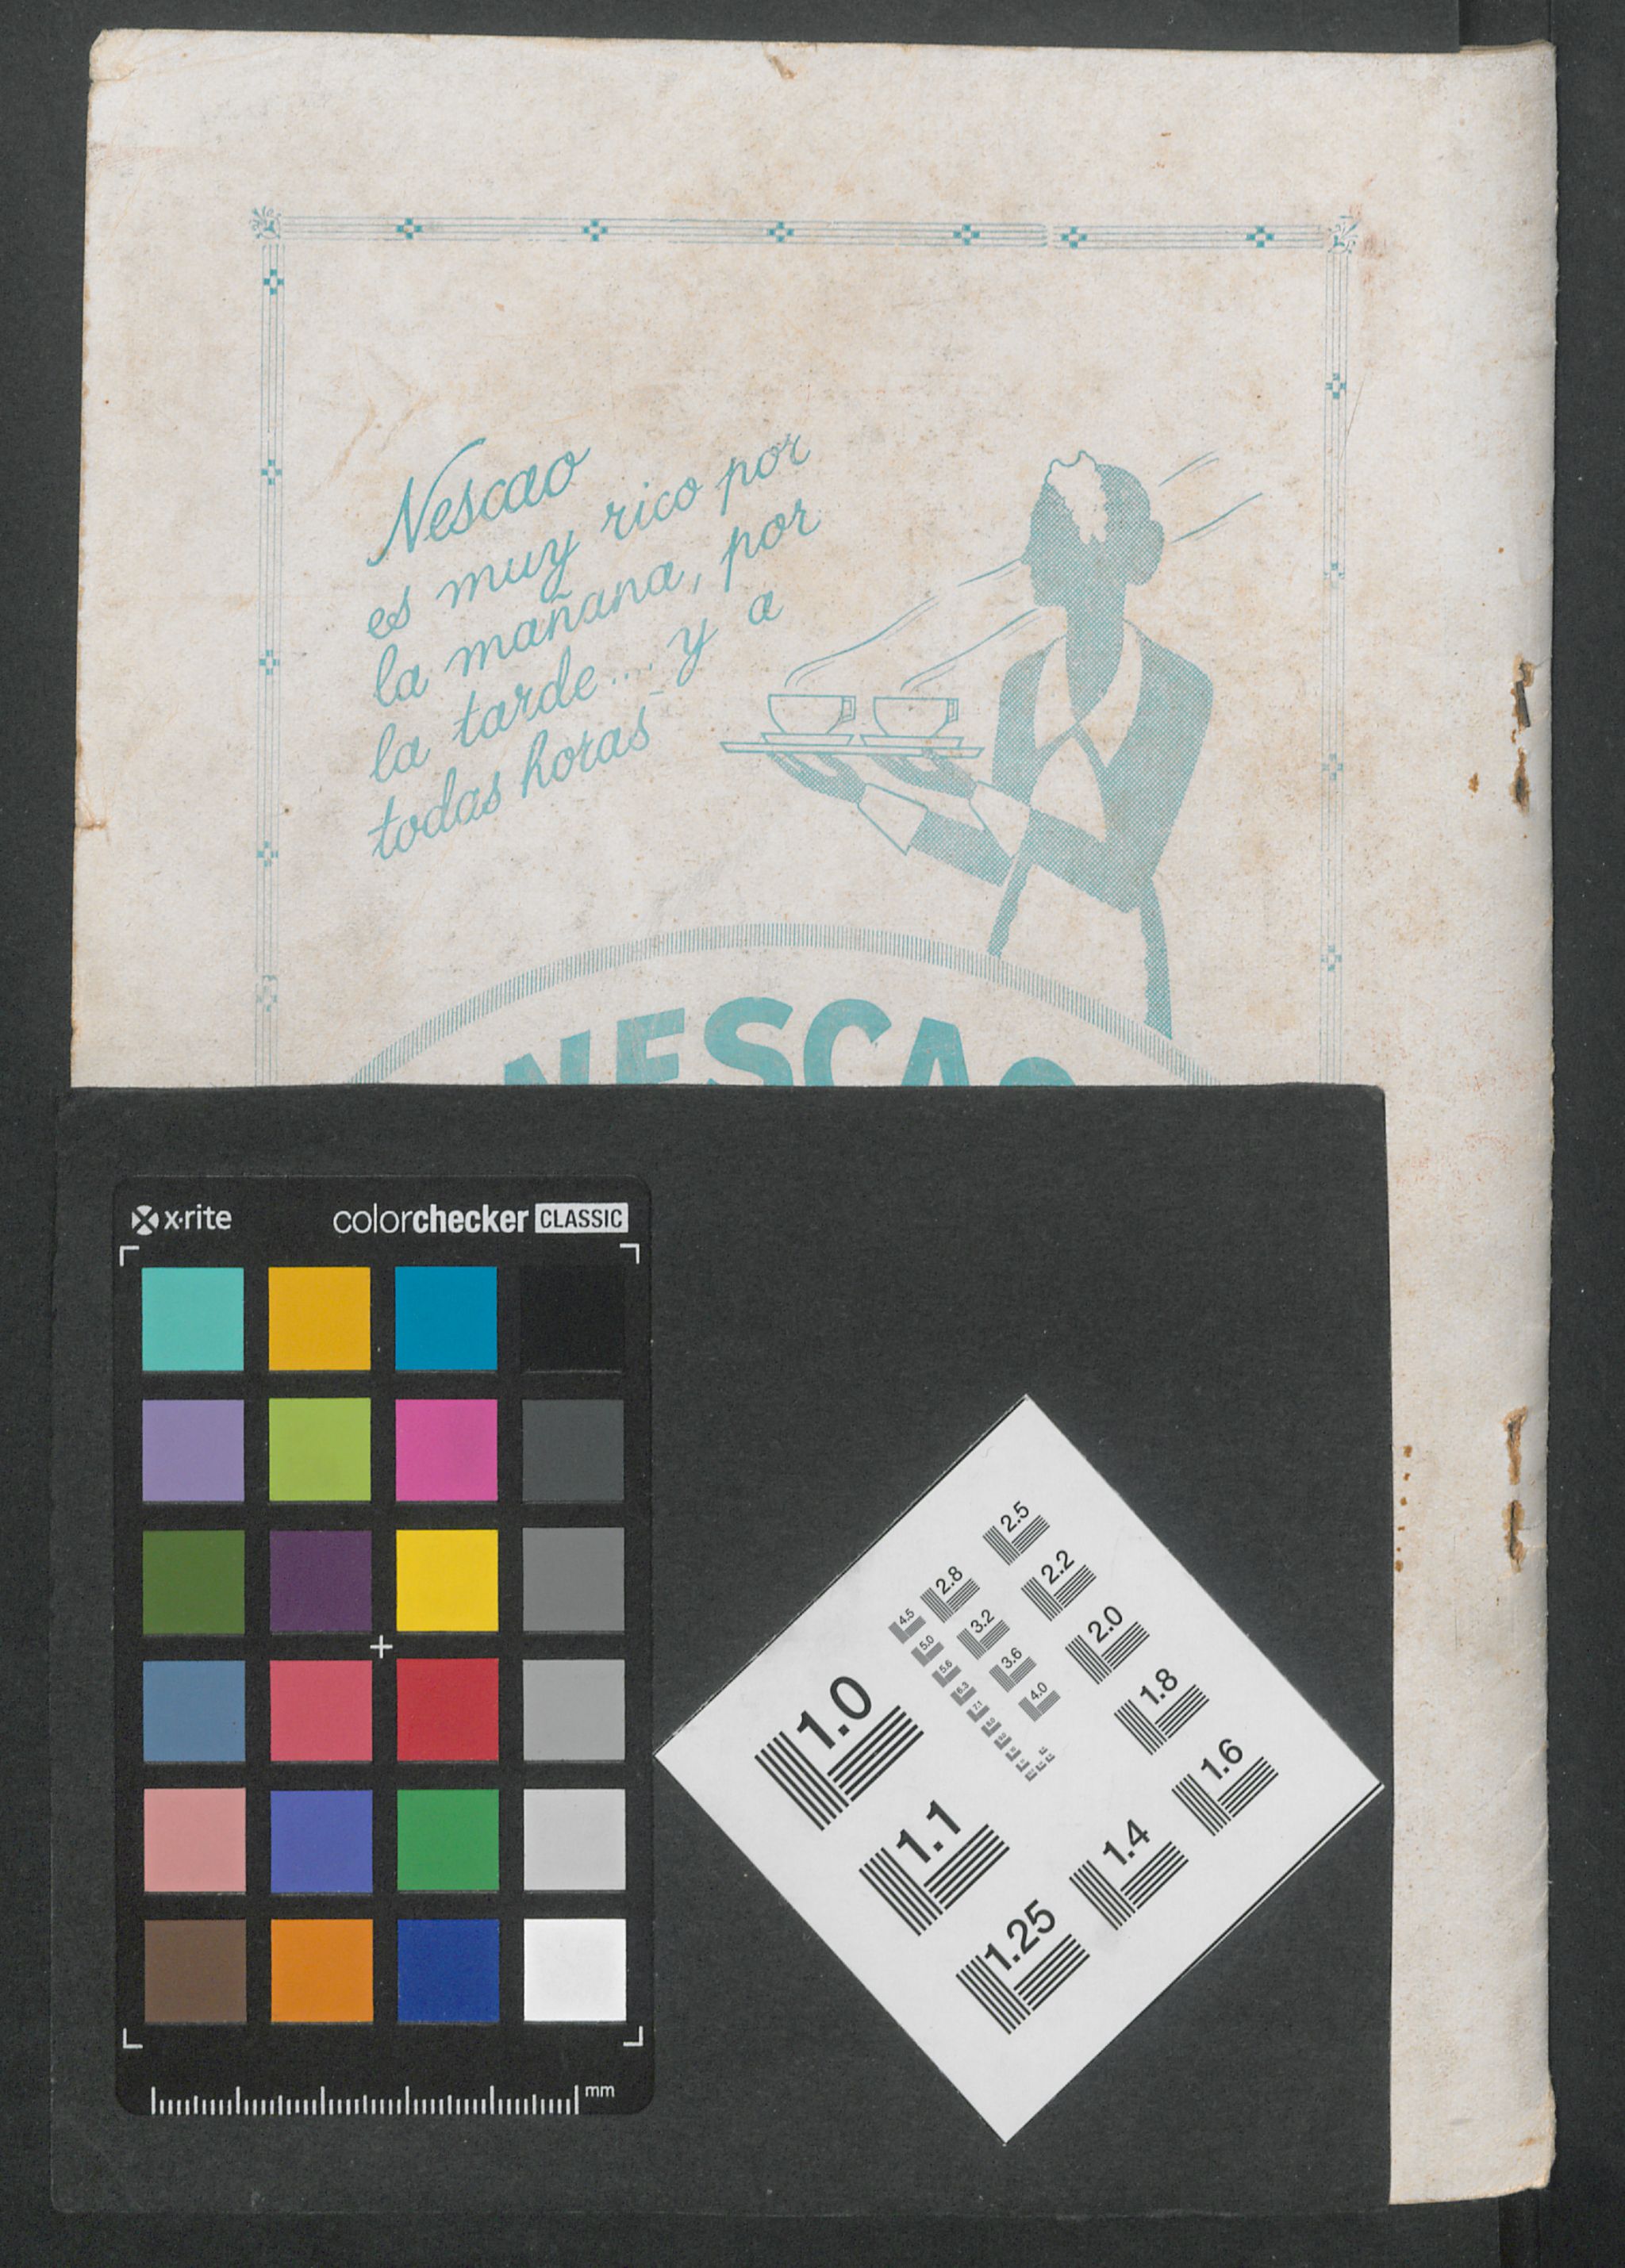 Nescao
es muy rico por
la mañana, por
la tarde.... y a
todas horas
NESCAO
x·rite
colorchecker CLASSIC
2.5
2.8
2.2
4.5
3.2
2.0
5.0
3.6
5.6
1.8
6.3
4.0
7.1
1.0
1.6
1.1
1.4
1.25
mm